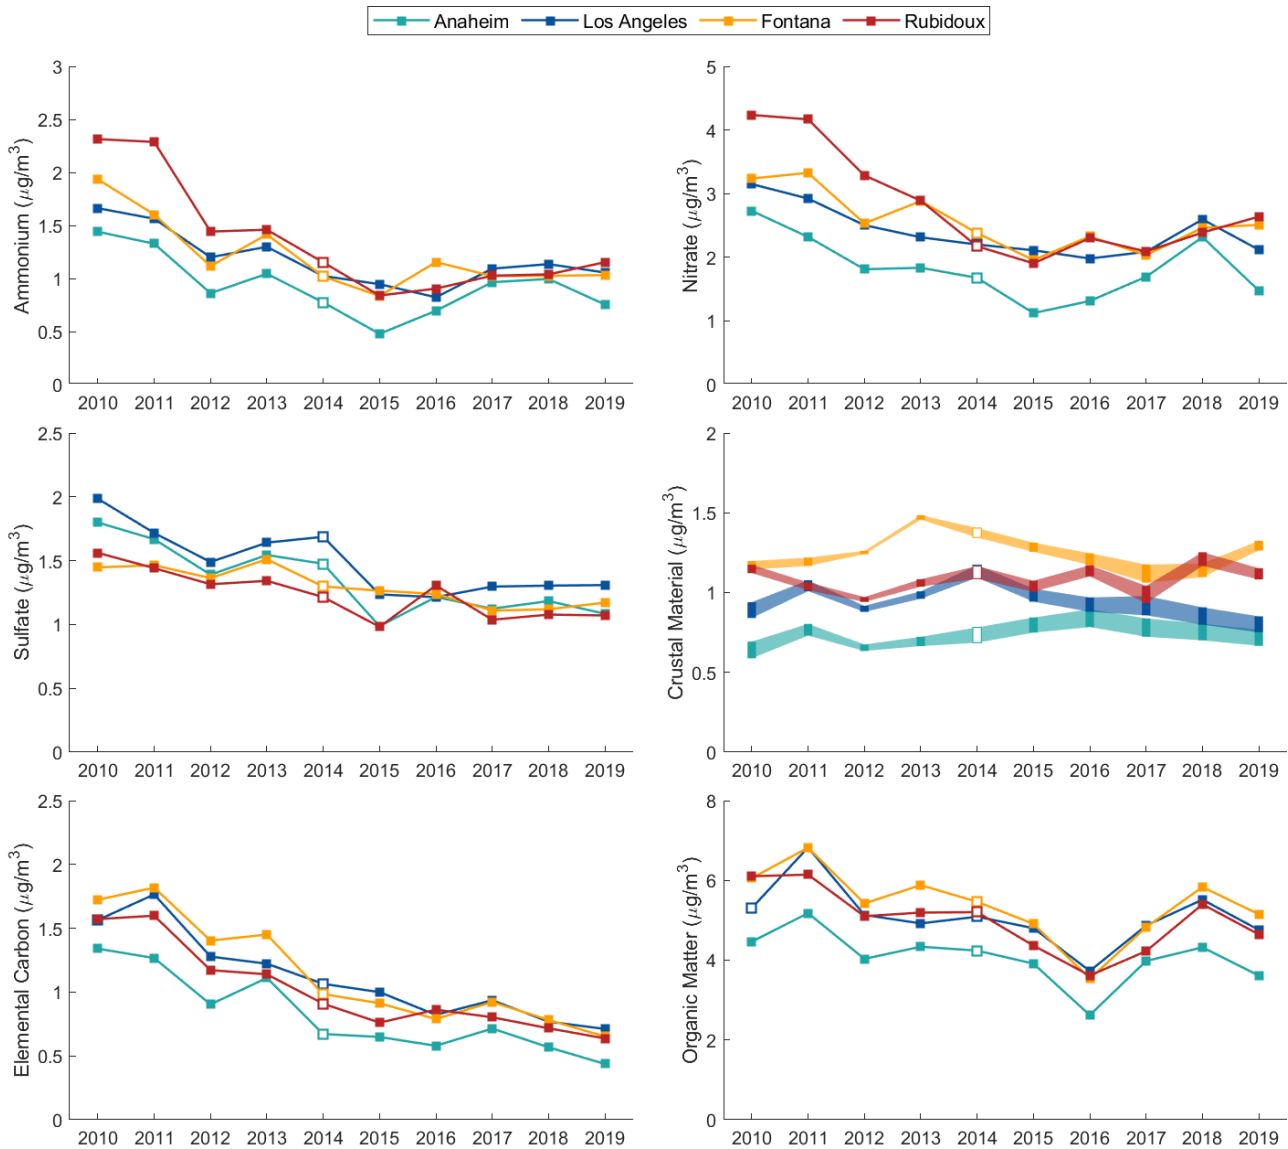 Anaheim Los Angeles Fontana Rubidoux
Ammonium (μg/m³)
3
2.5
2
1.5
1
0.5
0
2010 2011 2012 2013 2014 2015 2016 2017 2018 2019
Nitrate (μg/m³)
5
4
3
2
1
0
2010 2011 2012 2013 2014 2015 2016 2017 2018 2019
Sulfate (μg/m³)
2.5
2
1.5
1
0.5
0
2010 2011 2012 2013 2014 2015 2016 2017 2018 2019
Crustal Material (μg/m³)
2
1.5
1
0.5
0
2010 2011 2012 2013 2014 2015 2016 2017 2018 2019
Elemental Carbon (μg/m³)
2.5
2
1.5
1
0.5
0
2010 2011 2012 2013 2014 2015 2016 2017 2018 2019
Organic Matter (μg/m³)
8
6
4
2
0
2010 2011 2012 2013 2014 2015 2016 2017 2018 2019